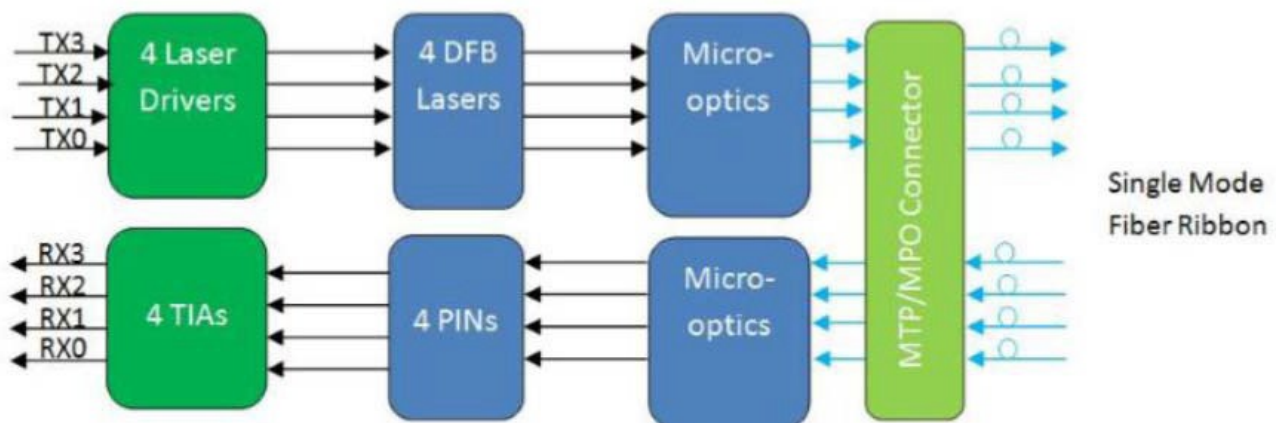 TX3
TX2
TX1
TX0
4 Laser
Drivers
4 DFB
Lasers
Micro-
optics
MTP/MPO Connector
Single Mode
Fiber Ribbon
RX3
RX2
RX1
RX0
4 TIAs
4 PINs
Micro-
optics